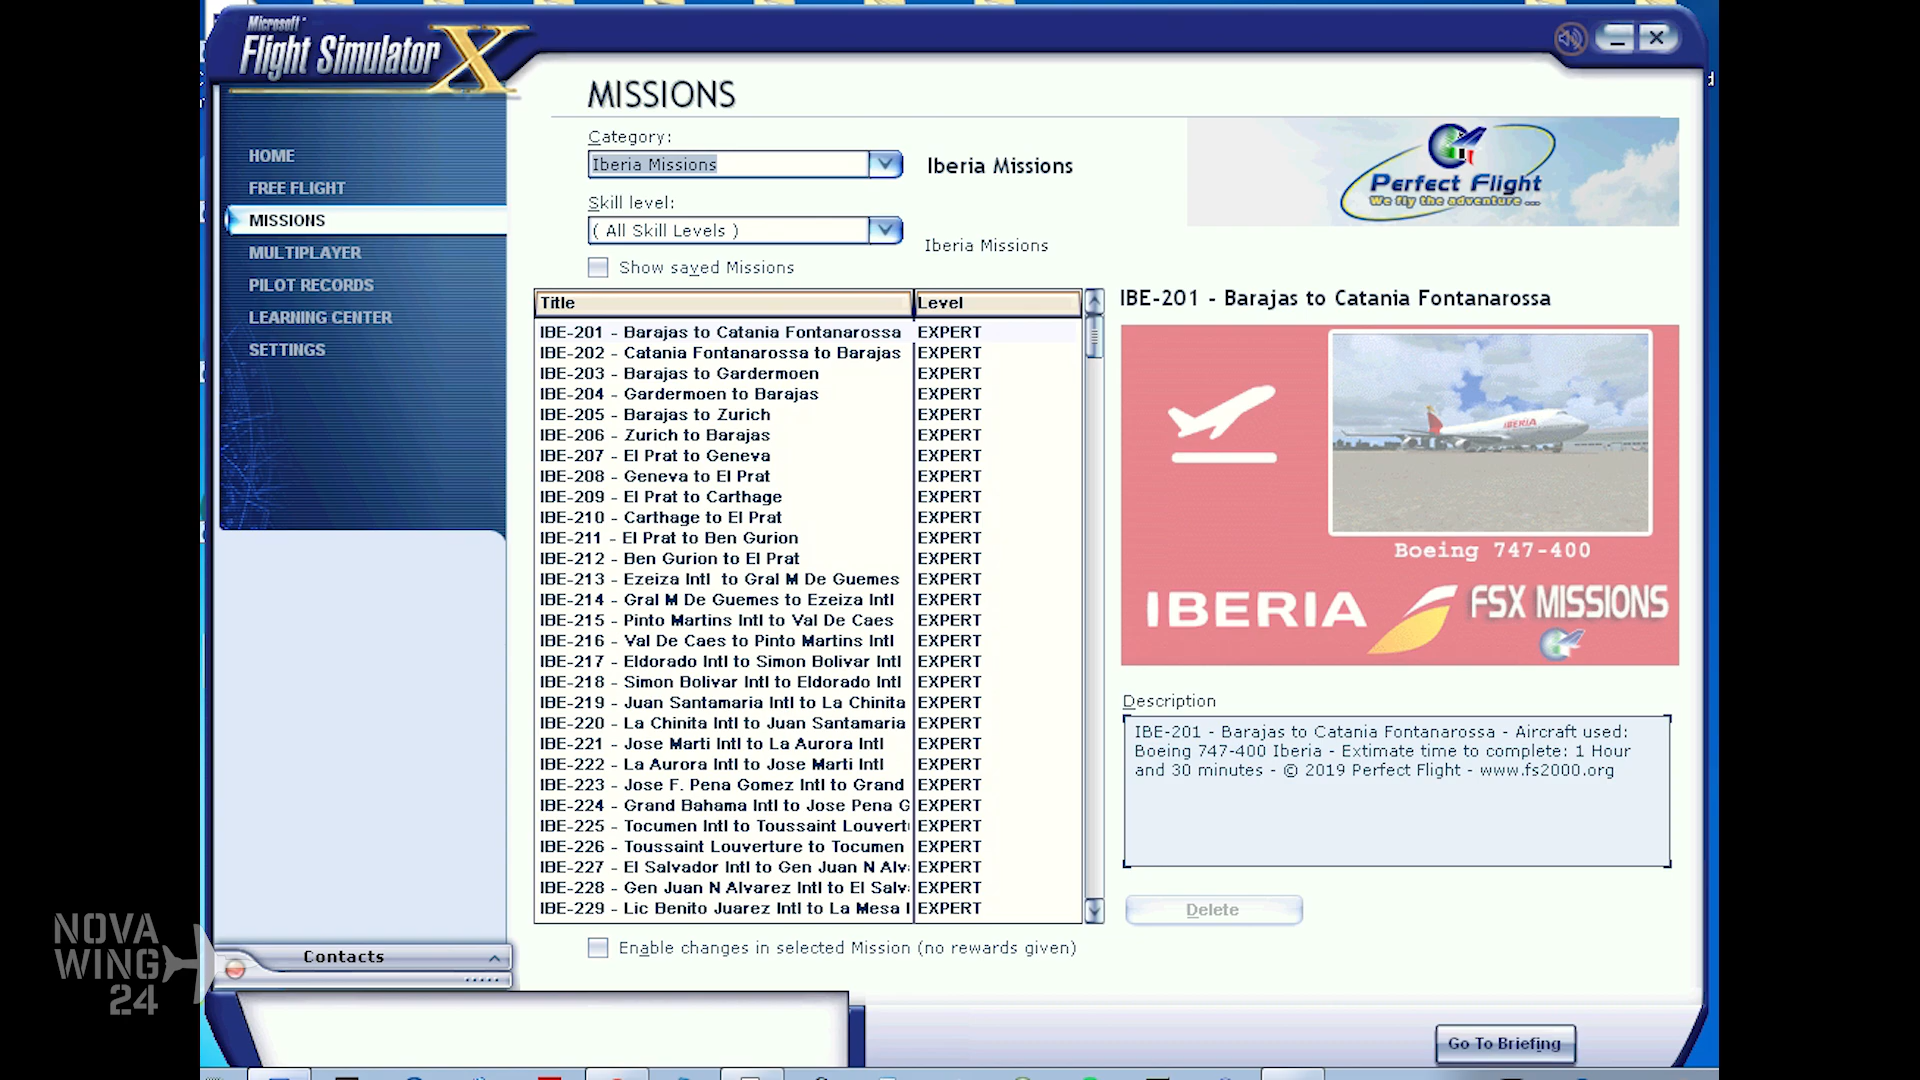 Microsoft
Flight Simulator X
HOME
FREE FLIGHT
MISSIONS
MULTIPLAYER
PILOT RECORDS
LEARNING CENTER
SETTINGS
MISSIONS
Category:
Iberia Missions
Skill level:
( All Skill Levels )
Show saved Missions
Iberia Missions
Iberia Missions
Perfect Flight
We fly the adventure ...
Title Level
IBE-201 - Barajas to Catania Fontanarossa EXPERT
IBE-202 - Catania Fontanarossa to Barajas EXPERT
IBE-203 - Barajas to Gardermoen EXPERT
IBE-204 - Gardermoen to Barajas EXPERT
IBE-205 - Barajas to Zurich EXPERT
IBE-206 - Zurich to Barajas EXPERT
IBE-207 - El Prat to Geneva EXPERT
IBE-208 - Geneva to El Prat EXPERT
IBE-209 - El Prat to Carthage EXPERT
IBE-210 - Carthage to El Prat EXPERT
IBE-211 - El Prat to Ben Gurion EXPERT
IBE-212 - Ben Gurion to El Prat EXPERT
IBE-213 - Ezeiza Intl to Gral M De Guemes EXPERT
IBE-214 - Gral M De Guemes to Ezeiza Intl EXPERT
IBE-215 - Pinto Martins Intl to Val De Caes EXPERT
IBE-216 - Val De Caes to Pinto Martins Intl EXPERT
IBE-217 - Eldorado Intl to Simon Bolivar Intl EXPERT
IBE-218 - Simon Bolivar Intl to Eldorado Intl EXPERT
IBE-219 - Juan Santamaria Intl to La Chinita EXPERT
IBE-220 - La Chinita Intl to Juan Santamaria EXPERT
IBE-221 - Jose Marti Intl to La Aurora Intl EXPERT
IBE-222 - La Aurora Intl to Jose Marti Intl EXPERT
IBE-223 - Jose F. Pena Gomez Intl to Grand EXPERT
IBE-224 - Grand Bahama Intl to Jose Pena G EXPERT
IBE-225 - Tocumen Intl to Toussaint Louvert EXPERT
IBE-226 - Toussaint Louverture to Tocumen EXPERT
IBE-227 - El Salvador Intl to Gen Juan N Alv EXPERT
IBE-228 - Gen Juan N Alvarez Intl to El Salv EXPERT
IBE-229 - Lic Benito Juarez Intl to La Mesa I EXPERT
Enable changes in selected Mission (no rewards given)
IBE-201 - Barajas to Catania Fontanarossa
IBERIA
Boeing 747-400
IBERIA FSX MISSIONS
Description
IBE-201 - Barajas to Catania Fontanarossa - Aircraft used:
Boeing 747-400 Iberia - Extimate time to complete: 1 Hour
and 30 minutes - © 2019 Perfect Flight - www.fs2000.org
Delete
Contacts
Go To Briefing
NOVA
WING
24